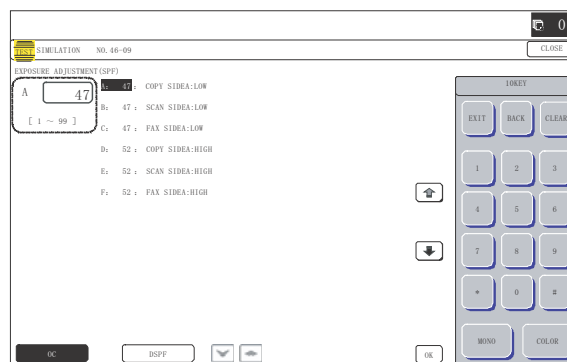 0
TEST SIMULATION NO. 46-09
CLOSE
EXPOSURE ADJUSTMENT(SPF)
A 47
[ 1 ~ 99 ]
A: 47 : COPY SIDEA:LOW
B: 47 : SCAN SIDEA:LOW
C: 47 : FAX SIDEA:LOW
D: 52 : COPY SIDEA:HIGH
E: 52 : SCAN SIDEA:HIGH
F: 52 : FAX SIDEA:HIGH
10KEY
EXIT BACK CLEAR
1 2 3
4 5 6
7 8 9
* 0 #
MONO COLOR
OC DSPF OK